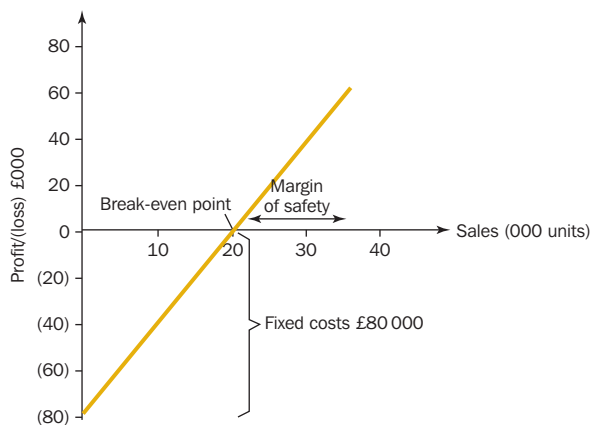 80
60
40
20
0
(20)
(40)
(60)
(80)
Profit/(loss) £000
Break-even point
Margin
of safety
10
20
30
40
Sales (000 units)
Fixed costs £80 000